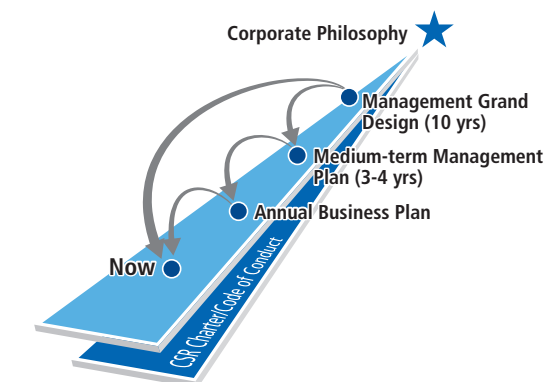 Corporate Philosophy
Management Grand
Design (10 yrs)
Medium-term Management
Plan (3-4 yrs)
Annual Business Plan
Now
CSR Charter/Code of Conduct